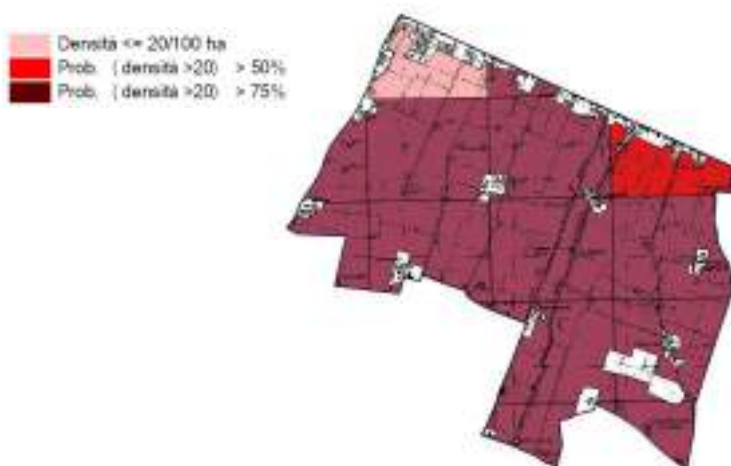 Densità <= 20/100 ha
Prob. ( densità >20) > 50%
Prob. ( densità >20) > 75%